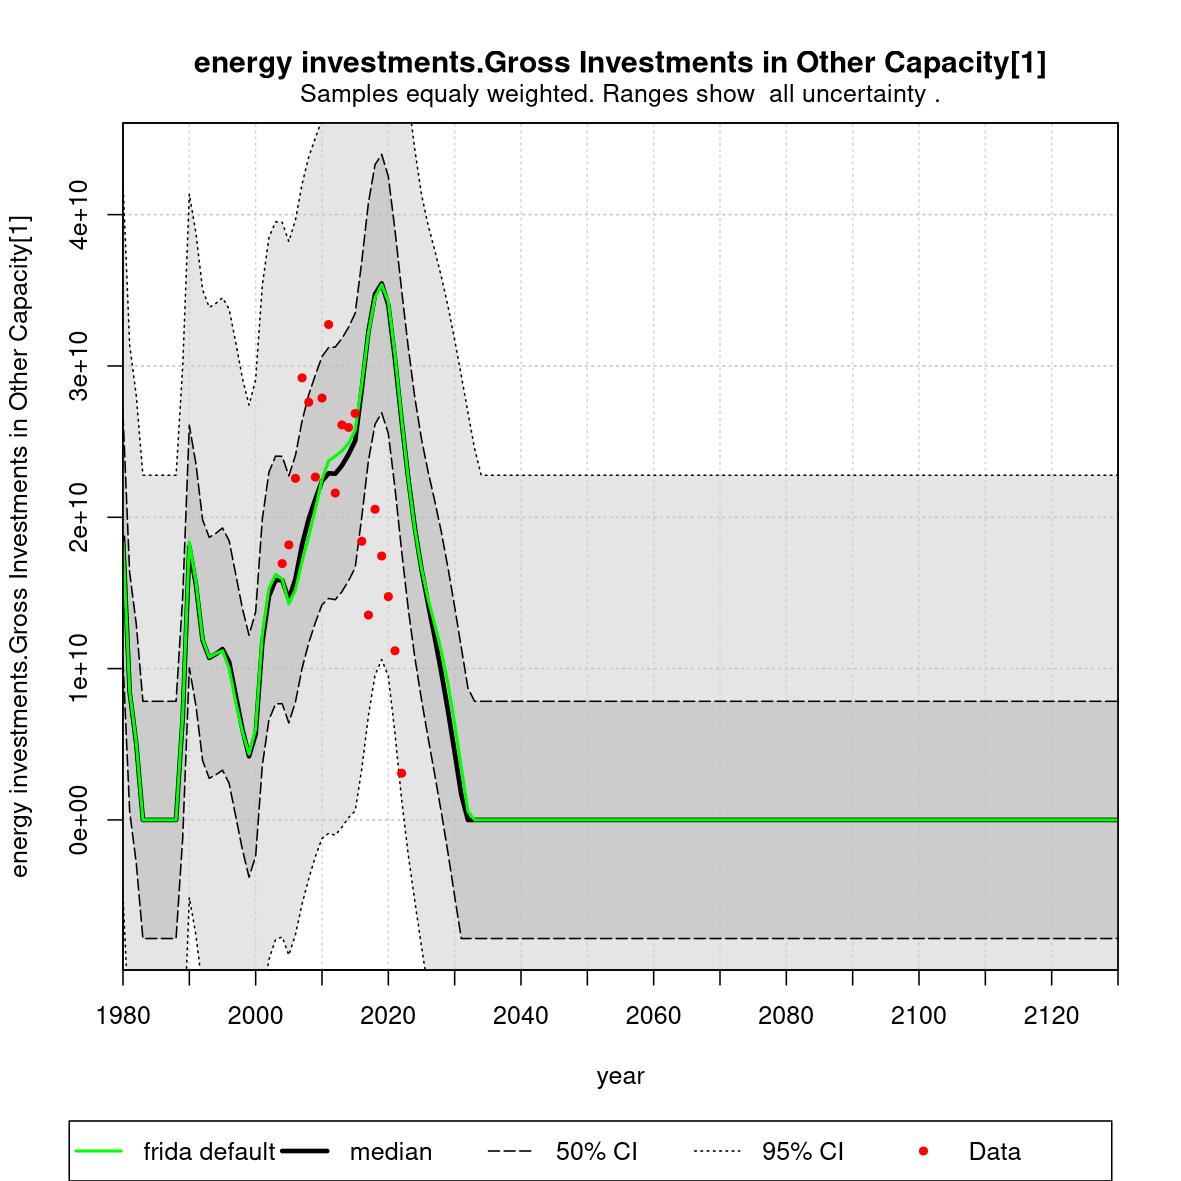 energy investments.Gross Investments in Other Capacity[1]
Samples equaly weighted. Ranges show  all uncertainty .
energy investments.Gross Investments in Other Capacity[1]
4e+10
3e+10
2e+10
1e+10
0e+00
1980 2000 2020 2040 2060 2080 2100 2120
year
frida default median 50% CI 95% CI Data